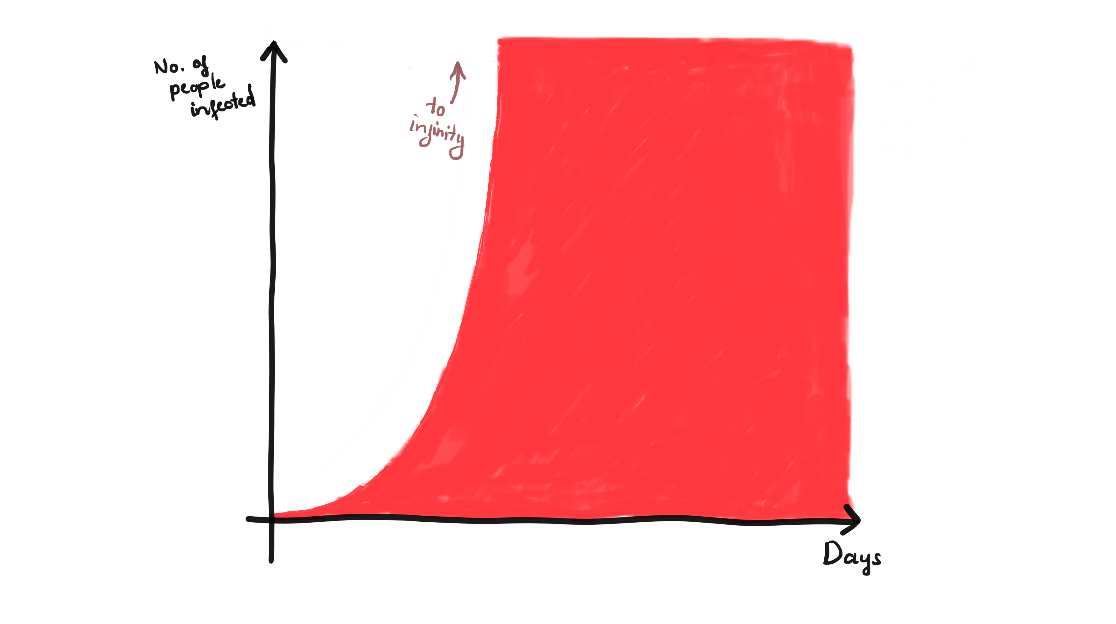 No. of
people
infected
to
infinity
Days